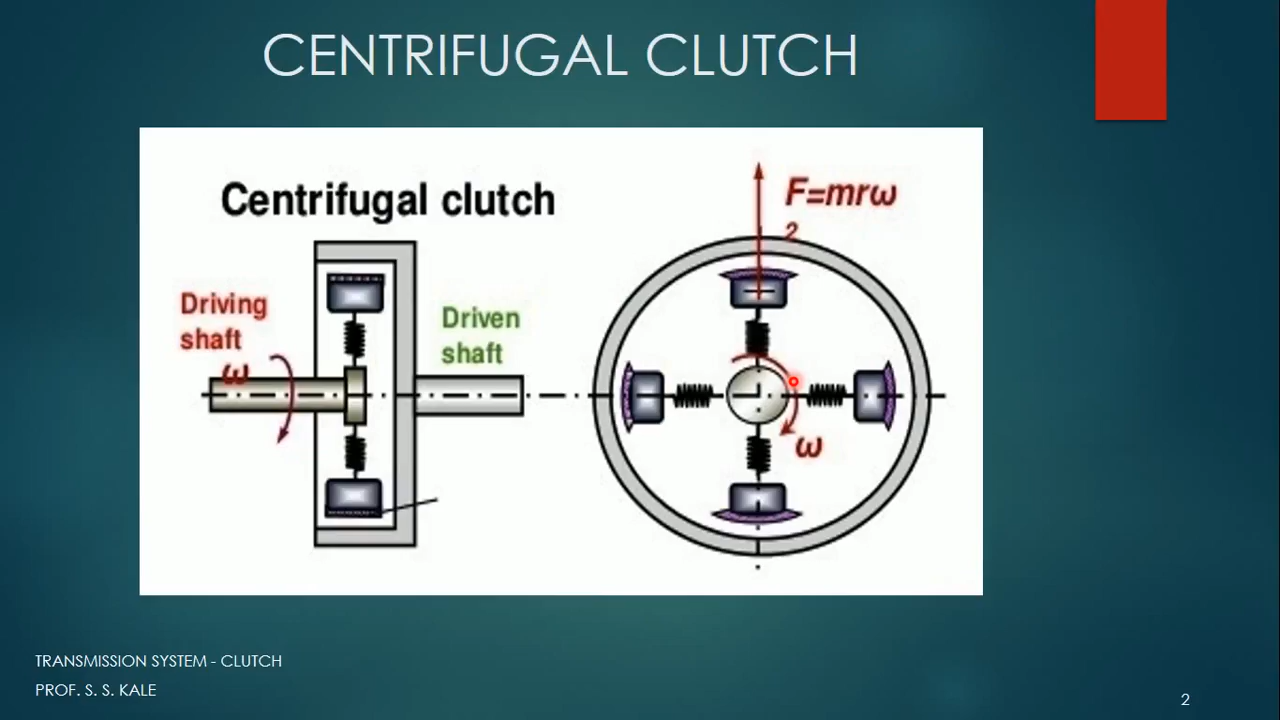 CENTRIFUGAL CLUTCH
Centrifugal clutch
F=mrω
2
Driving
shaft
ω
Driven
shaft
ω
TRANSMISSION SYSTEM - CLUTCH
PROF. S. S. KALE
2